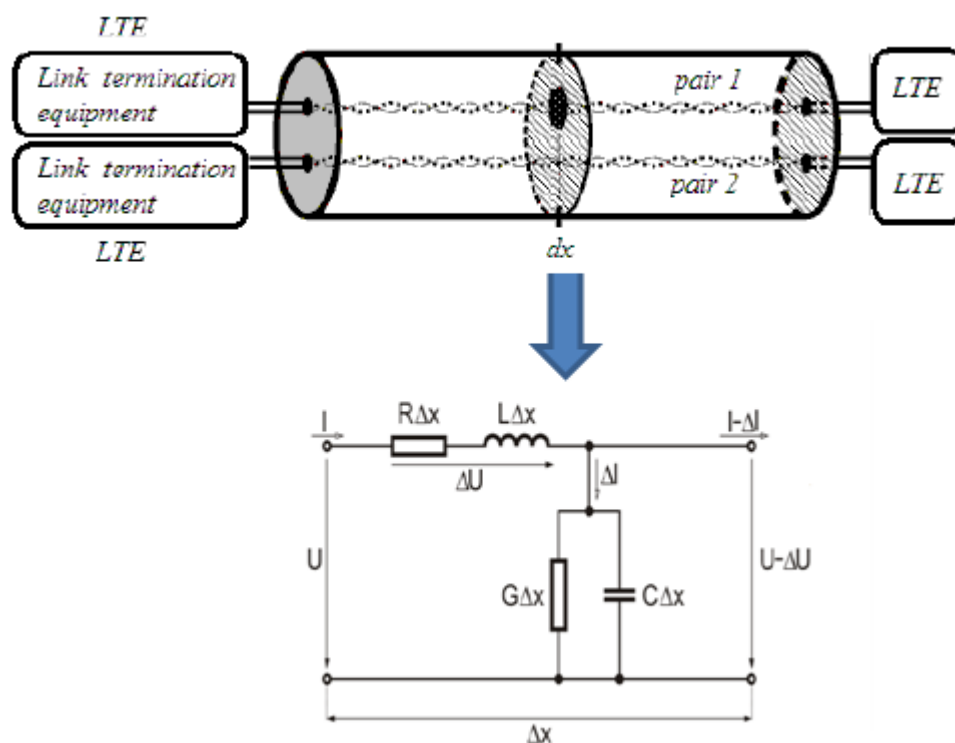 LTE
Link termination
equipment
Link termination
equipment
LTE
pair 1
pair 2
LTE
LTE
dx
I
RΔx
LΔx
I-ΔI
ΔU
ΔI
U
GΔx
CΔx
U-ΔU
Δx